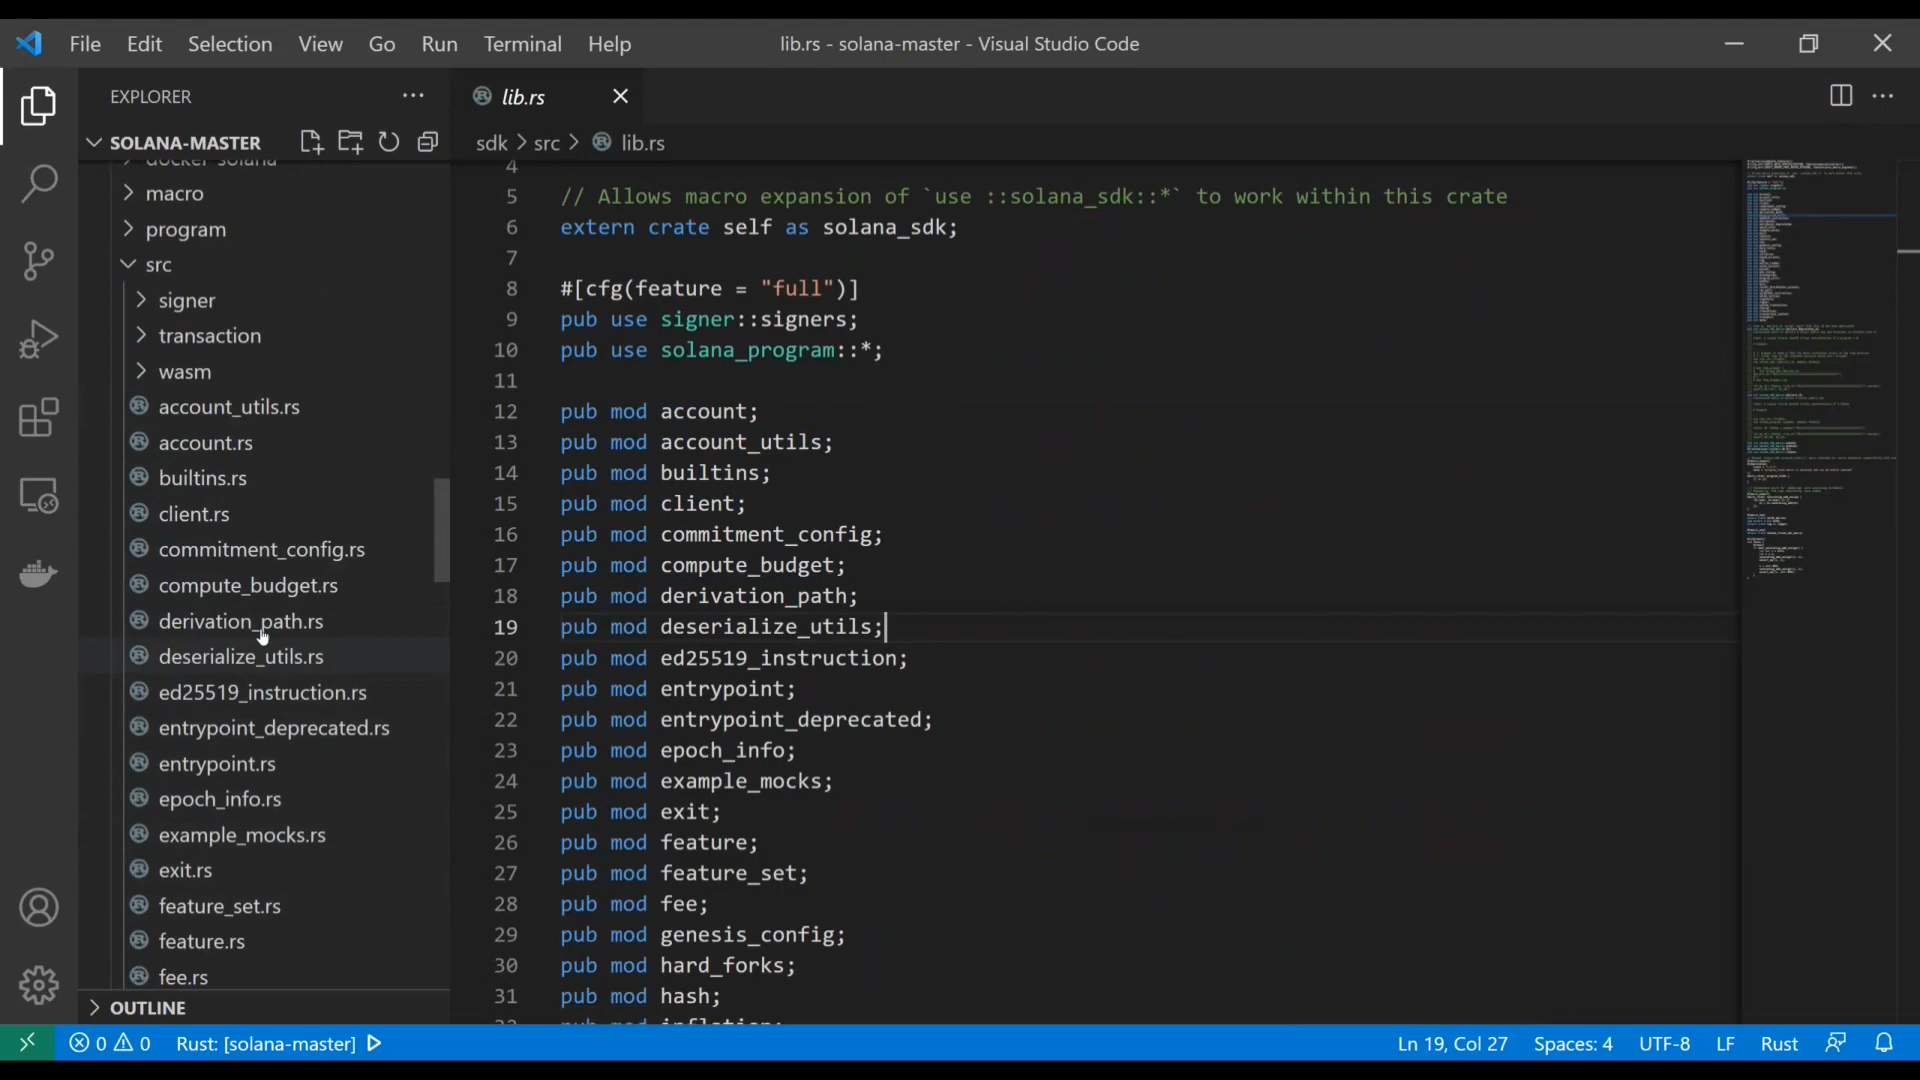 File Edit Selection View Go Run Terminal Help
lib.rs - solana-master - Visual Studio Code
EXPLORER
lib.rs
SOLANA-MASTER
sdk > src > lib.rs
docker-solana
macro
program
src
signer
transaction
wasm
account_utils.rs
account.rs
builtins.rs
client.rs
commitment_config.rs
compute_budget.rs
derivation_path.rs
deserialize_utils.rs
ed25519_instruction.rs
entrypoint_deprecated.rs
entrypoint.rs
epoch_info.rs
example_mocks.rs
exit.rs
feature_set.rs
feature.rs
fee.rs
OUTLINE
4
5 // Allows macro expansion of `use ::solana_sdk::*` to work within this crate
6 extern crate self as solana_sdk;
7
8 #[cfg(feature = "full")]
9 pub use signer::signers;
10 pub use solana_program::*;
11
12 pub mod account;
13 pub mod account_utils;
14 pub mod builtins;
15 pub mod client;
16 pub mod commitment_config;
17 pub mod compute_budget;
18 pub mod derivation_path;
19 pub mod deserialize_utils;
20 pub mod ed25519_instruction;
21 pub mod entrypoint;
22 pub mod entrypoint_deprecated;
23 pub mod epoch_info;
24 pub mod example_mocks;
25 pub mod exit;
26 pub mod feature;
27 pub mod feature_set;
28 pub mod fee;
29 pub mod genesis_config;
30 pub mod hard_forks;
31 pub mod hash;
32 pub mod inflation;
0 0 Rust: [solana-master]
Ln 19, Col 27 Spaces: 4 UTF-8 LF Rust